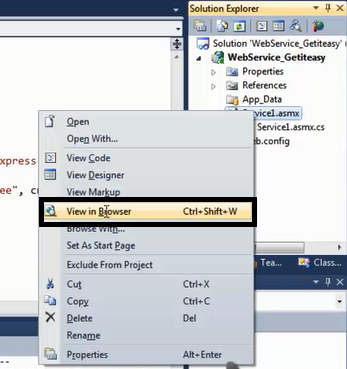 Solution Explorer
Solution 'WebService_Getiteasy'
WebService_Getiteasy
Properties
References
App_Data
Service1.asmx
Service1.asmx.cs
eb.config
Open
Open With...
View Code
xpress
View Designer
ee", c
View Markup
View in Browser Ctrl+Shift+W
Browse With...
Set As Start Page
Tea...
Class...
Exclude From Project
Cut Ctrl+X
Copy Ctrl+C
Delete Del
Rename
Properties Alt+Enter